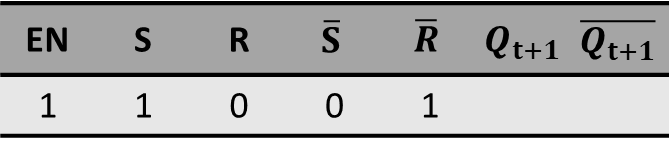 EN S R S̅ R̅ Qt+1 Q̅t̅+̅1̅
1 1 0 0 1